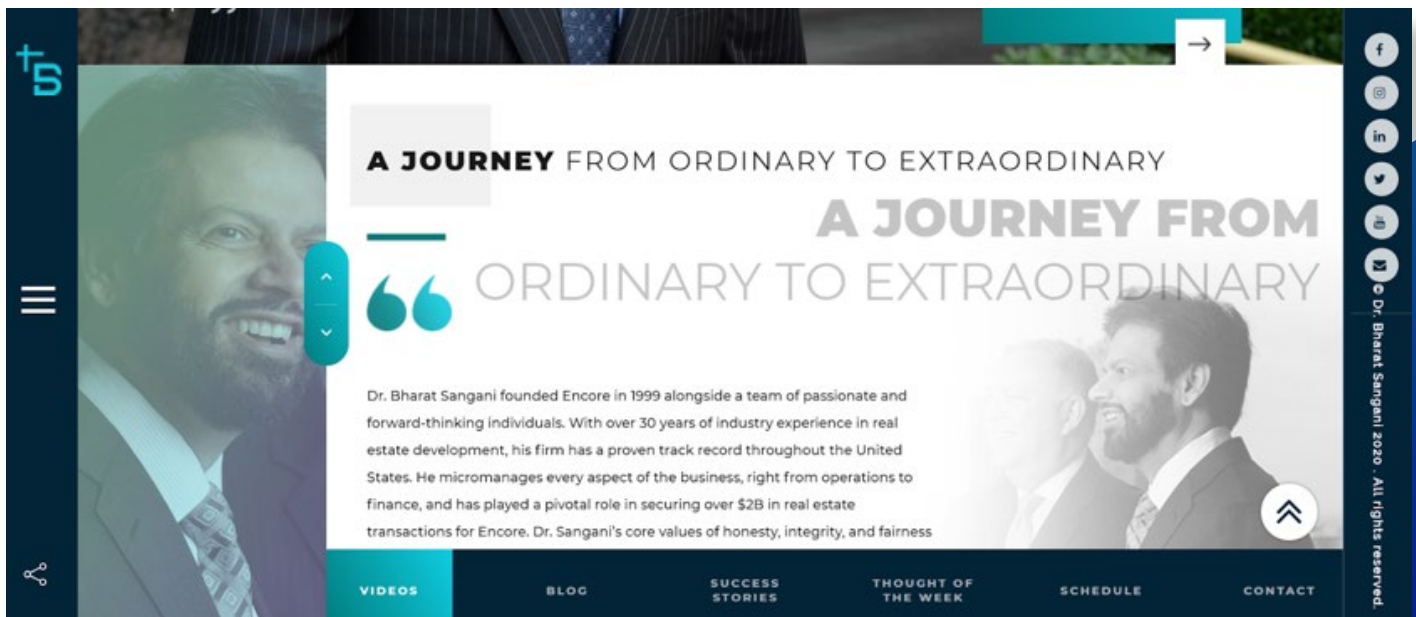 A JOURNEY FROM ORDINARY TO EXTRAORDINARY
A JOURNEY FROM
ORDINARY TO EXTRAORDINARY
Dr. Bharat Sangani founded Encore in 1999 alongside a team of passionate and
forward-thinking individuals. With over 30 years of industry experience in real
estate development, his firm has a proven track record throughout the United
States. He micromanages every aspect of the business, right from operations to
finance, and has played a pivotal role in securing over $2B in real estate
transactions for Encore. Dr. Sangani's core values of honesty, integrity, and fairness
VIDEOS
BLOG
SUCCESS
STORIES
THOUGHT OF
THE WEEK
SCHEDULE
CONTACT
© Dr. Bharat Sangani 2020 . All rights reserved.